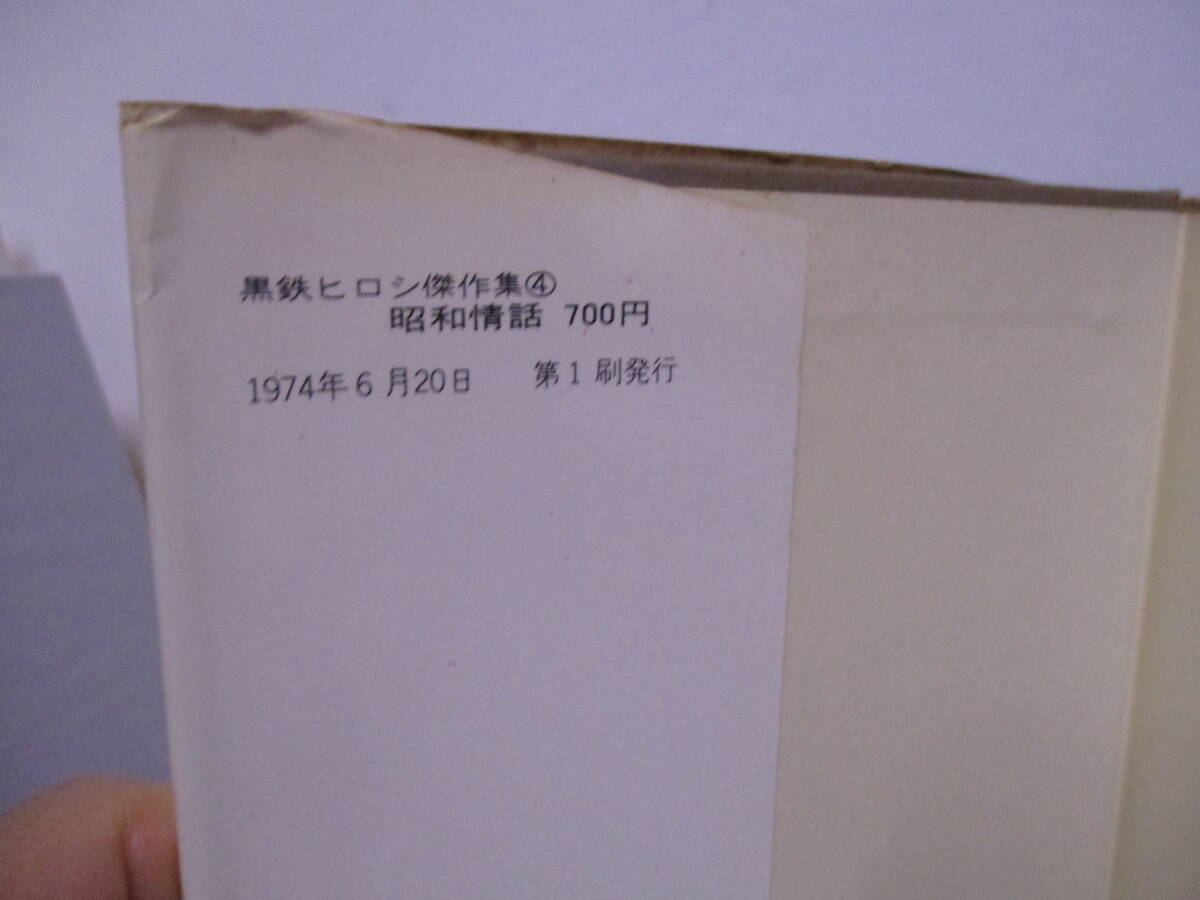 黒鉄ヒロシ傑作集④
昭和情話 700円
1974年6月20日 第1刷発行